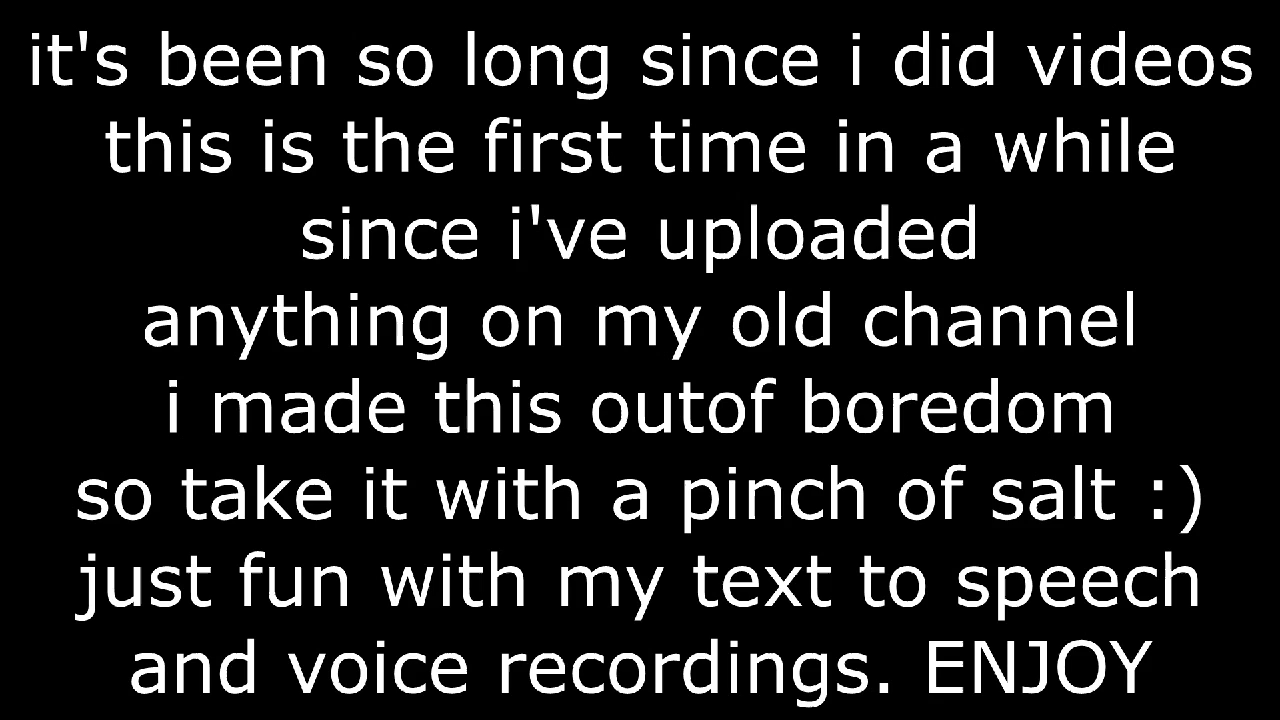 it's been so long since i did videos
this is the first time in a while
since i've uploaded
anything on my old channel
i made this outof boredom
so take it with a pinch of salt :)
just fun with my text to speech
and voice recordings. ENJOY